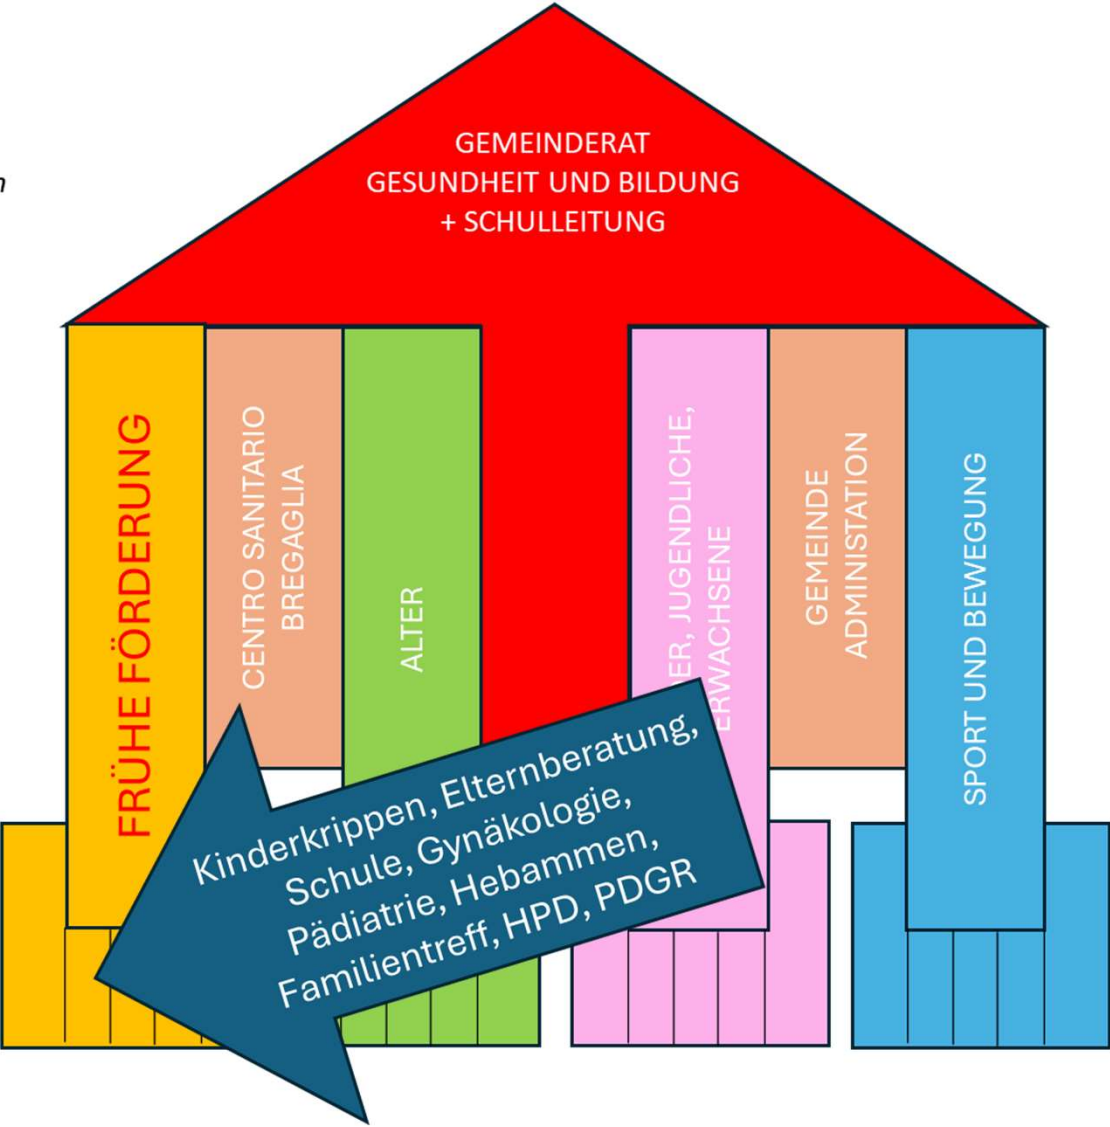 GEMEINDERAT
GESUNDHEIT UND BILDUNG
+ SCHULLEITUNG
FRÜHE FÖRDERUNG
CENTRO SANITARIO
BREGAGLIA
ALTER
JUGENDLICHE,
ERWACHSENE
GEMEINDE
ADMINISTATION
SPORT UND BEWEGUNG
Kinderkrippen, Elternberatung,
Schule, Gynäkologie,
Pädiatrie, Hebammen,
Familientreff, HPD, PDGR